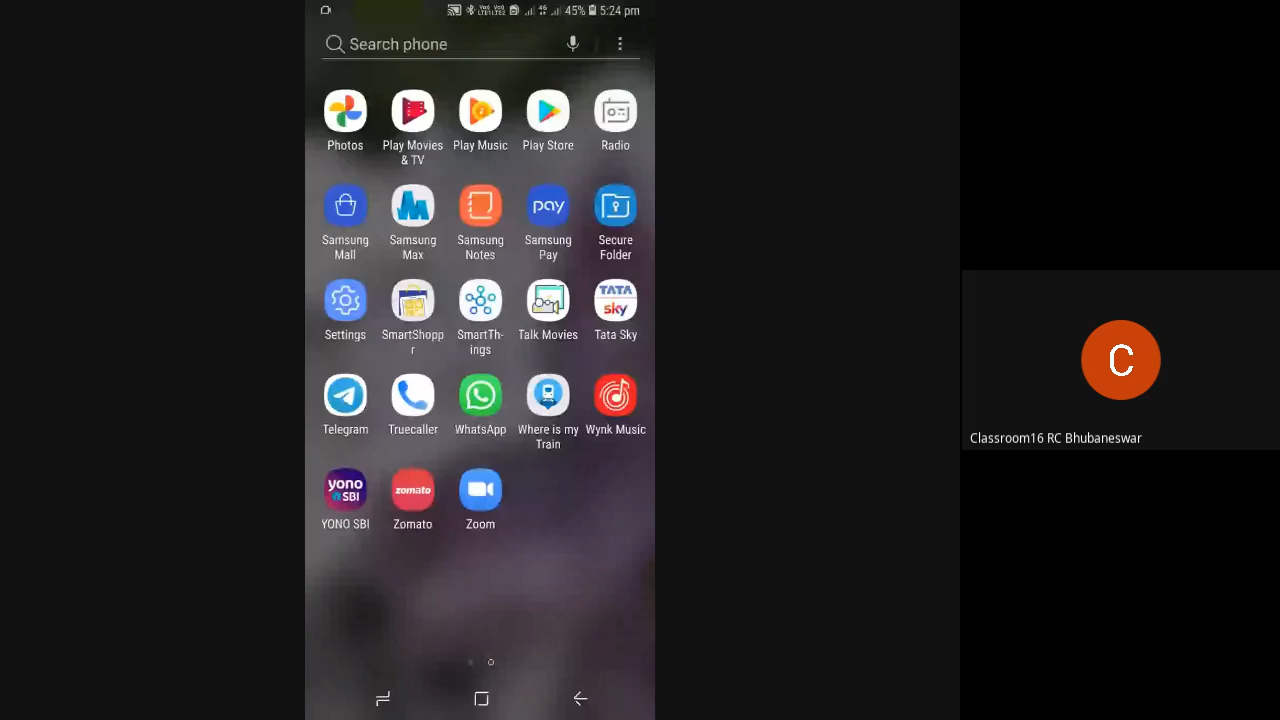 45% 5:24 pm
Search phone
Photos Play Movies & TV Play Music Play Store Radio
Samsung Mall Samsung Max Samsung Notes pay Samsung Pay Secure Folder
Settings SmartShopp
r SmartTh-
ings Talk Movies TATA
sky Tata Sky
Telegram Truecaller WhatsApp Where is my
Train Wynk Music
yono
SBI YONO SBI zomato Zomato Zoom
C
Classroom16 RC Bhubaneswar